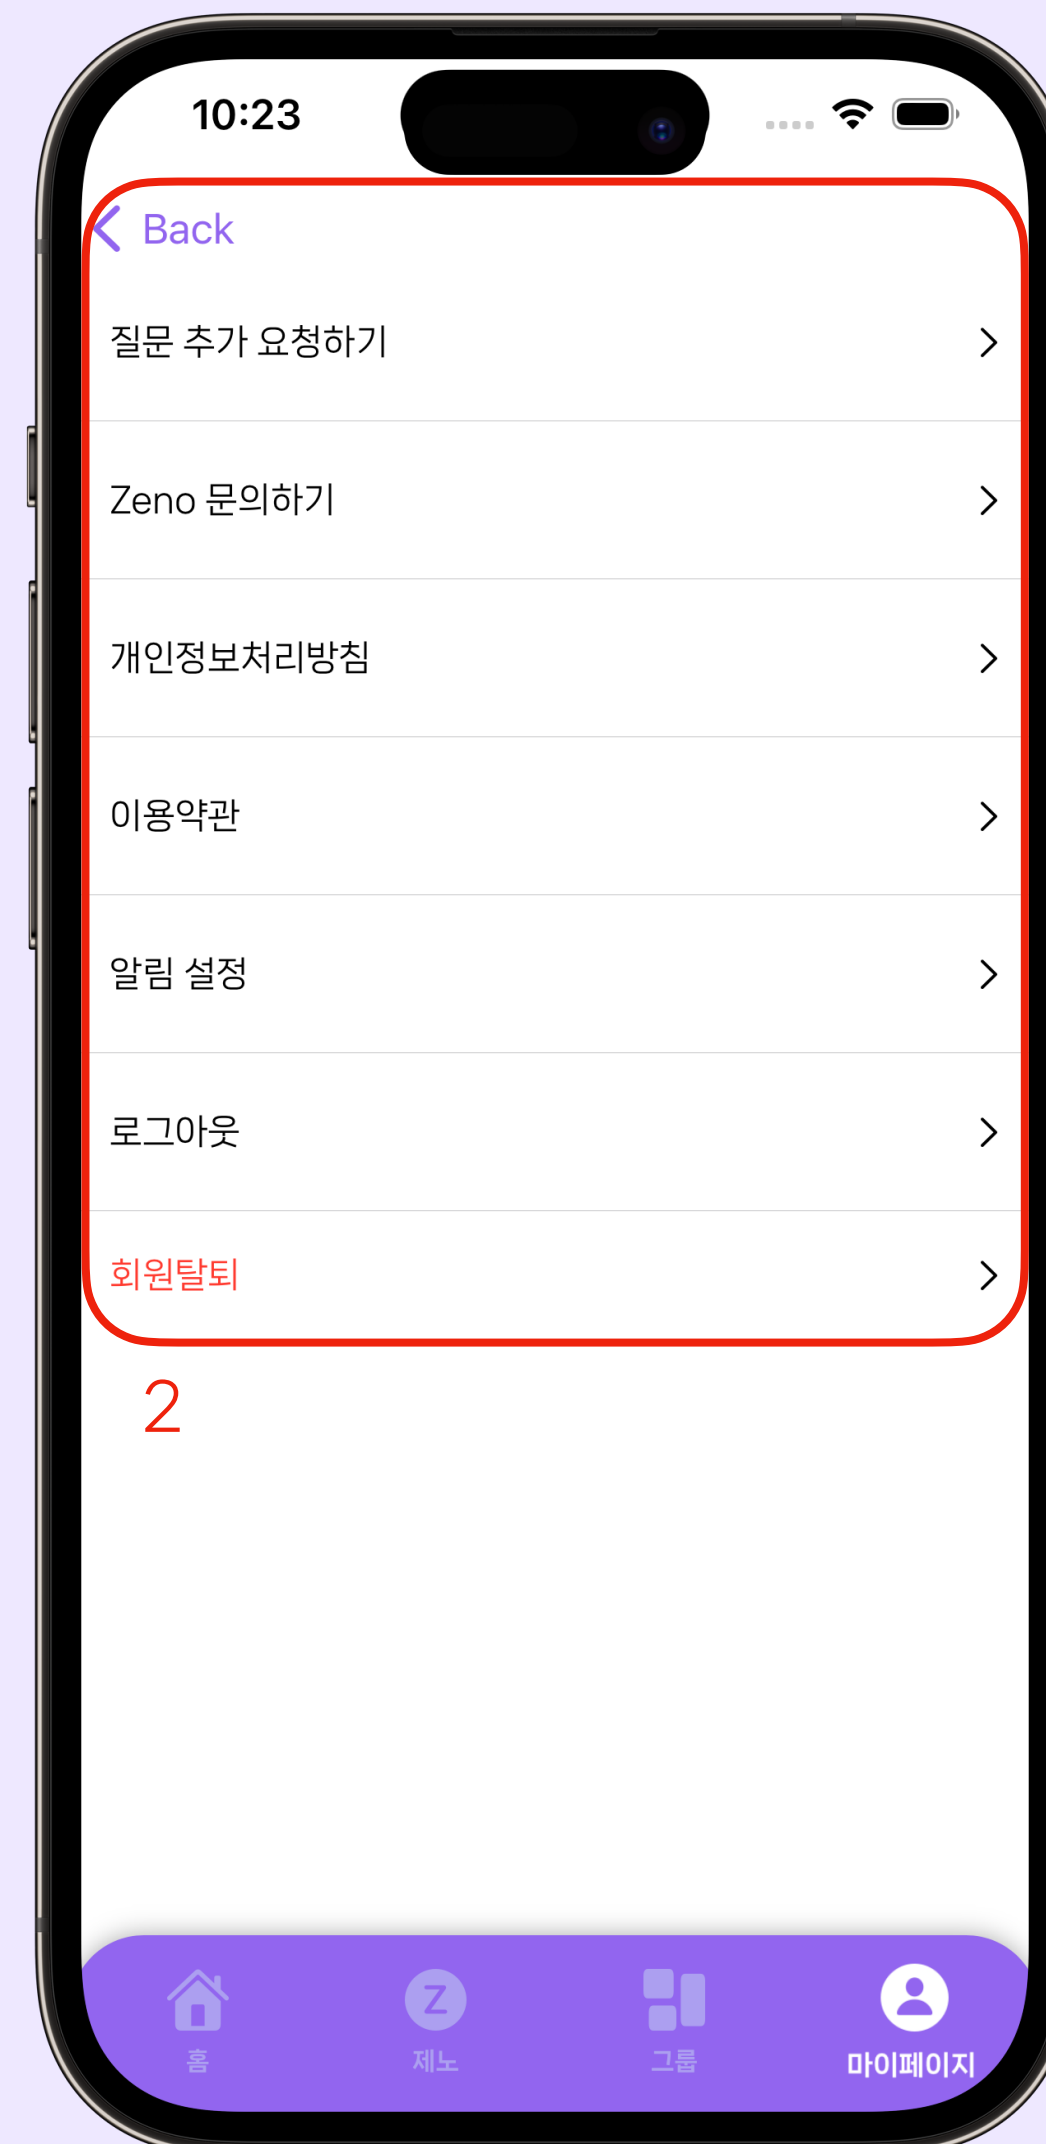 10:23
Back
질문 추가 요청하기
Zeno 문의하기
개인정보처리방침
이용약관
알림 설정
로그아웃
회원탈퇴
2
Z
홈 제노 그룹 마이페이지